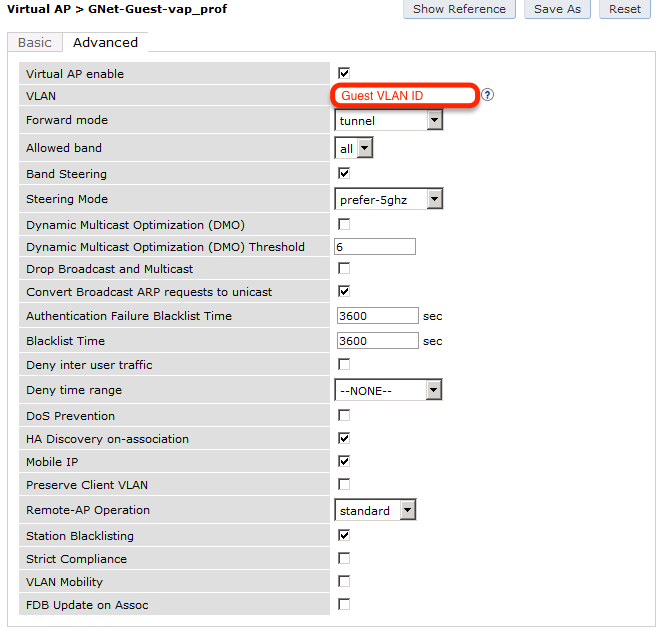 Virtual AP > GNet-Guest-vap_prof Show Reference Save As Reset
Basic Advanced
Virtual AP enable
VLAN Guest VLAN ID ?
Forward mode tunnel
Allowed band all
Band Steering
Steering Mode prefer-5ghz
Dynamic Multicast Optimization (DMO)
Dynamic Multicast Optimization (DMO) Threshold 6
Drop Broadcast and Multicast
Convert Broadcast ARP requests to unicast
Authentication Failure Blacklist Time 3600 sec
Blacklist Time 3600 sec
Deny inter user traffic
Deny time range --NONE--
DoS Prevention
HA Discovery on-association
Mobile IP
Preserve Client VLAN
Remote-AP Operation standard
Station Blacklisting
Strict Compliance
VLAN Mobility
FDB Update on Assoc